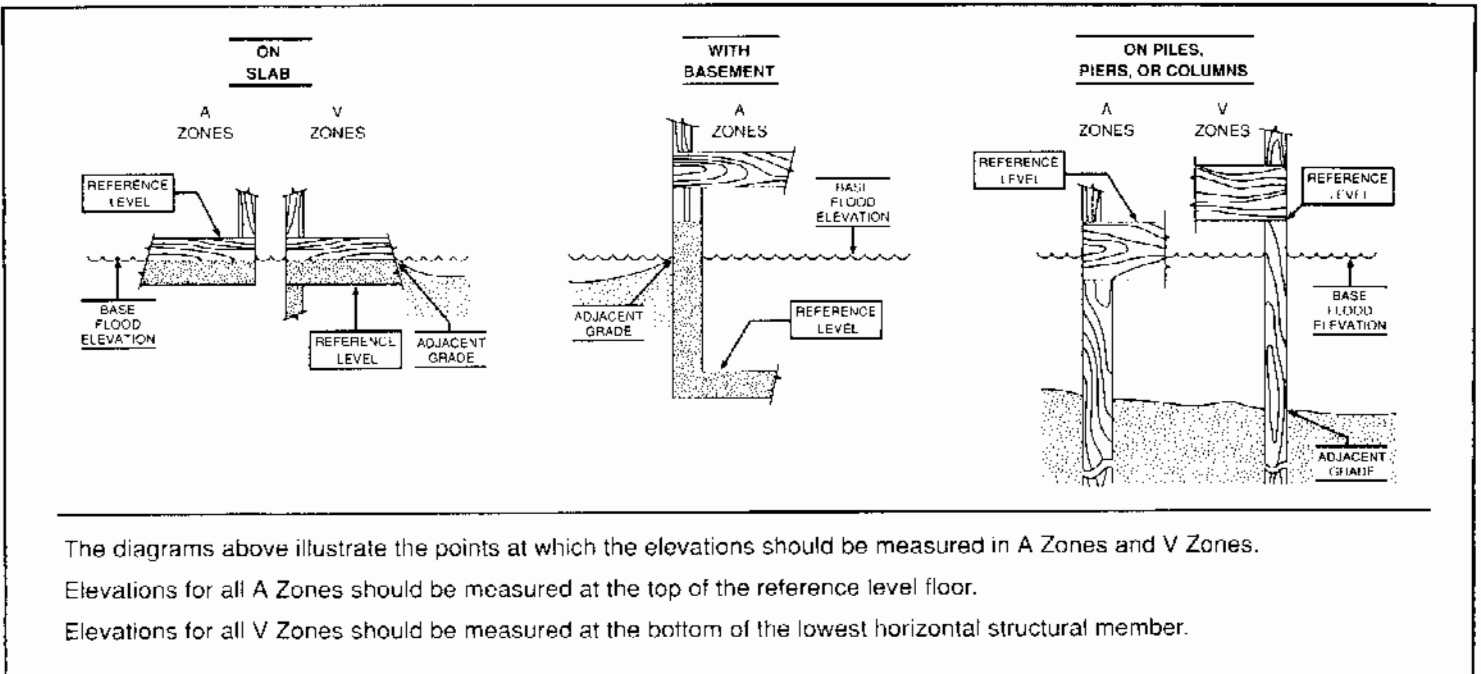 ON
SLAB
A
ZONES
V
ZONES
REFERENCE
LEVEL
BASE
FLOOD
ELEVATION
REFERENCE
LEVEL
ADJACENT
GRADE
WITH
BASEMENT
A
ZONES
BASE
FLOOD
ELEVATION
ADJACENT
GRADE
REFERENCE
LEVEL
ON PILES,
PIERS, OR COLUMNS
A
ZONES
V
ZONES
REFERENCE
LEVEL
REFERENCE
LEVEL
BASE
FLOOD
ELEVATION
ADJACENT
GRADE
The diagrams above illustrate the points at which the elevations should be measured in A Zones and V Zones.
Elevations for all A Zones should be measured at the top of the reference level floor.
Elevations for all V Zones should be measured at the bottom of the lowest horizontal structural member.